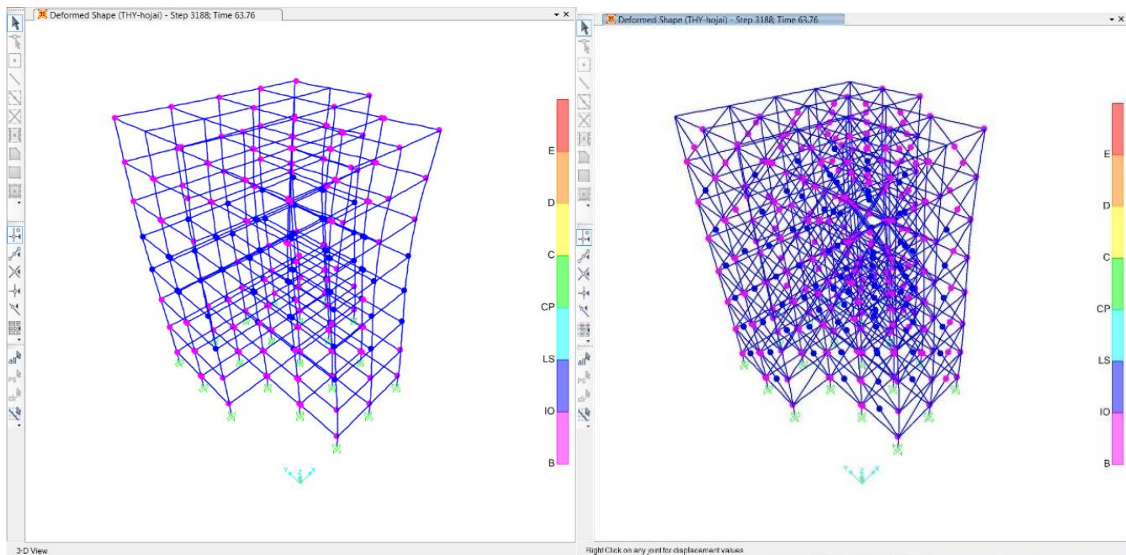 Deformed Shape (THY-hojai) - Step 3188; Time 63.76
E
D
C
CP
LS
IO
B
Y
Z
X
3-D View
Deformed Shape (THY-hojai) - Step 3188; Time 63.76
E
D
C
CP
LS
IO
B
Y
Z
X
Right Click on any joint for displacement values